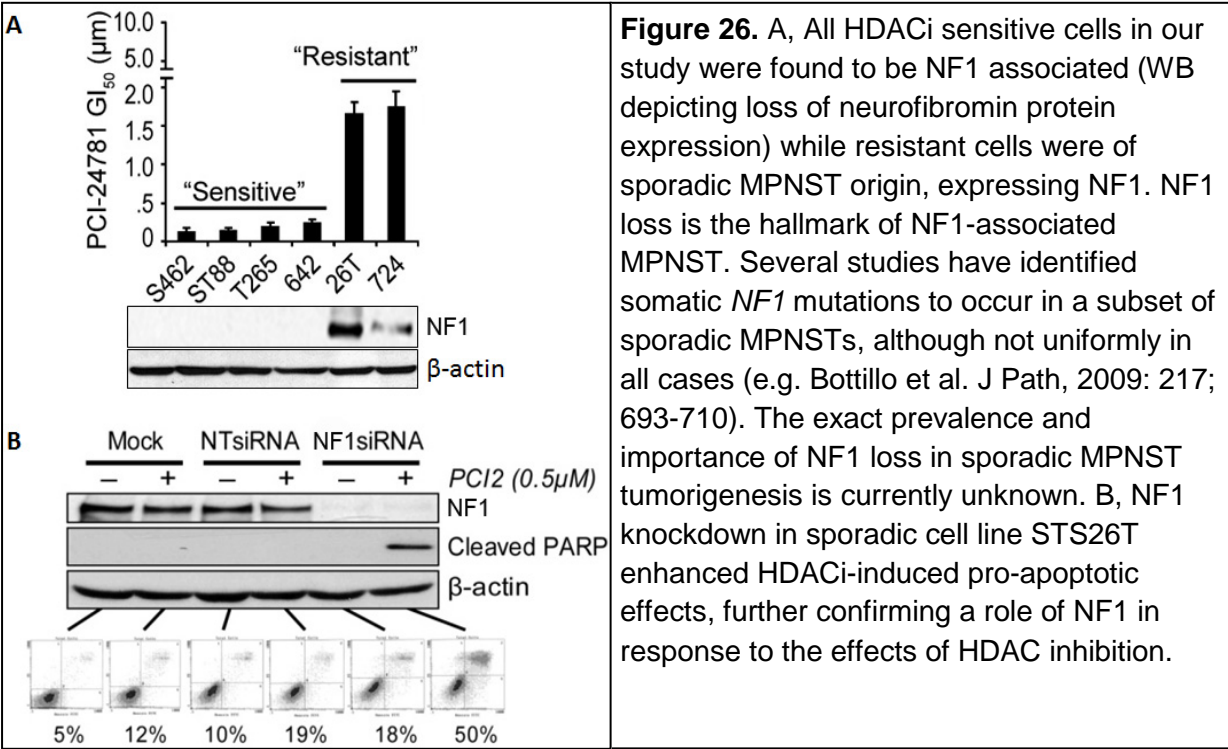 A
PCI-24781 GI50 (µm)
10.0
5.0
2.0
1.5
1.0
.5
0
"Sensitive"
"Resistant"
S462
ST88
T265
642
26T
724
NF1
β-actin
B
Mock NTsiRNA NF1siRNA
– + – + – + PCI2 (0.5µM)
NF1
Cleaved PARP
β-actin
5% 12% 10% 19% 18% 50%
Figure 26. A, All HDACi sensitive cells in our
study were found to be NF1 associated (WB
depicting loss of neurofibromin protein
expression) while resistant cells were of
sporadic MPNST origin, expressing NF1. NF1
loss is the hallmark of NF1-associated
MPNST. Several studies have identified
somatic NF1 mutations to occur in a subset of
sporadic MPNSTs, although not uniformly in
all cases (e.g. Bottillo et al. J Path, 2009: 217;
693-710). The exact prevalence and
importance of NF1 loss in sporadic MPNST
tumorigenesis is currently unknown. B, NF1
knockdown in sporadic cell line STS26T
enhanced HDACi-induced pro-apoptotic
effects, further confirming a role of NF1 in
response to the effects of HDAC inhibition.